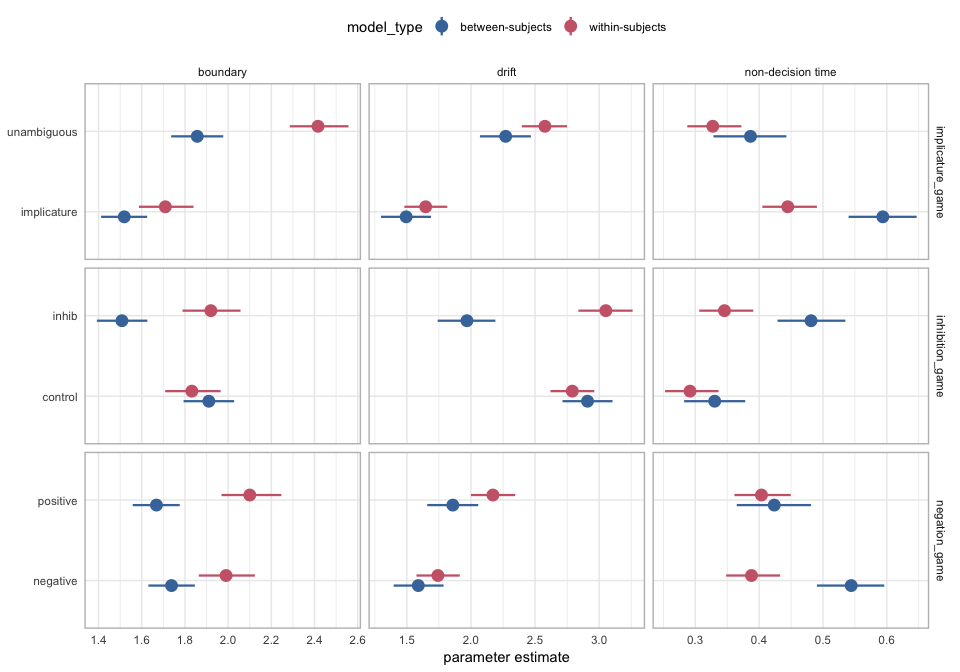 model_type between-subjects within-subjects
boundary drift non-decision time
unambiguous
implicature
implicature_game
inhib
control
inhibition_game
positive
negative
negation_game
1.4 1.6 1.8 2.0 2.2 2.4 2.6 1.5 2.0 2.5 3.0 0.3 0.4 0.5 0.6
parameter estimate